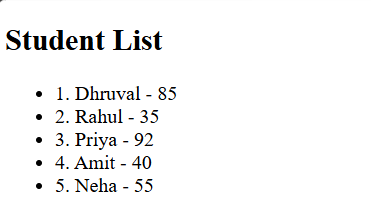 Student List
• 1. Dhruval - 85
• 2. Rahul - 35
• 3. Priya - 92
• 4. Amit - 40
• 5. Neha - 55